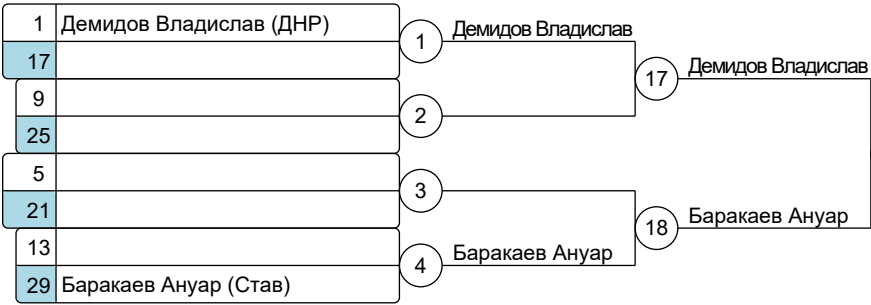 1 Демидов Владислав (ДНР)
17
9
25
5
21
13
29 Баракаев Ануар (Став)
1 Демидов Владислав
2
3
4 Баракаев Ануар
17 Демидов Владислав
18 Баракаев Ануар